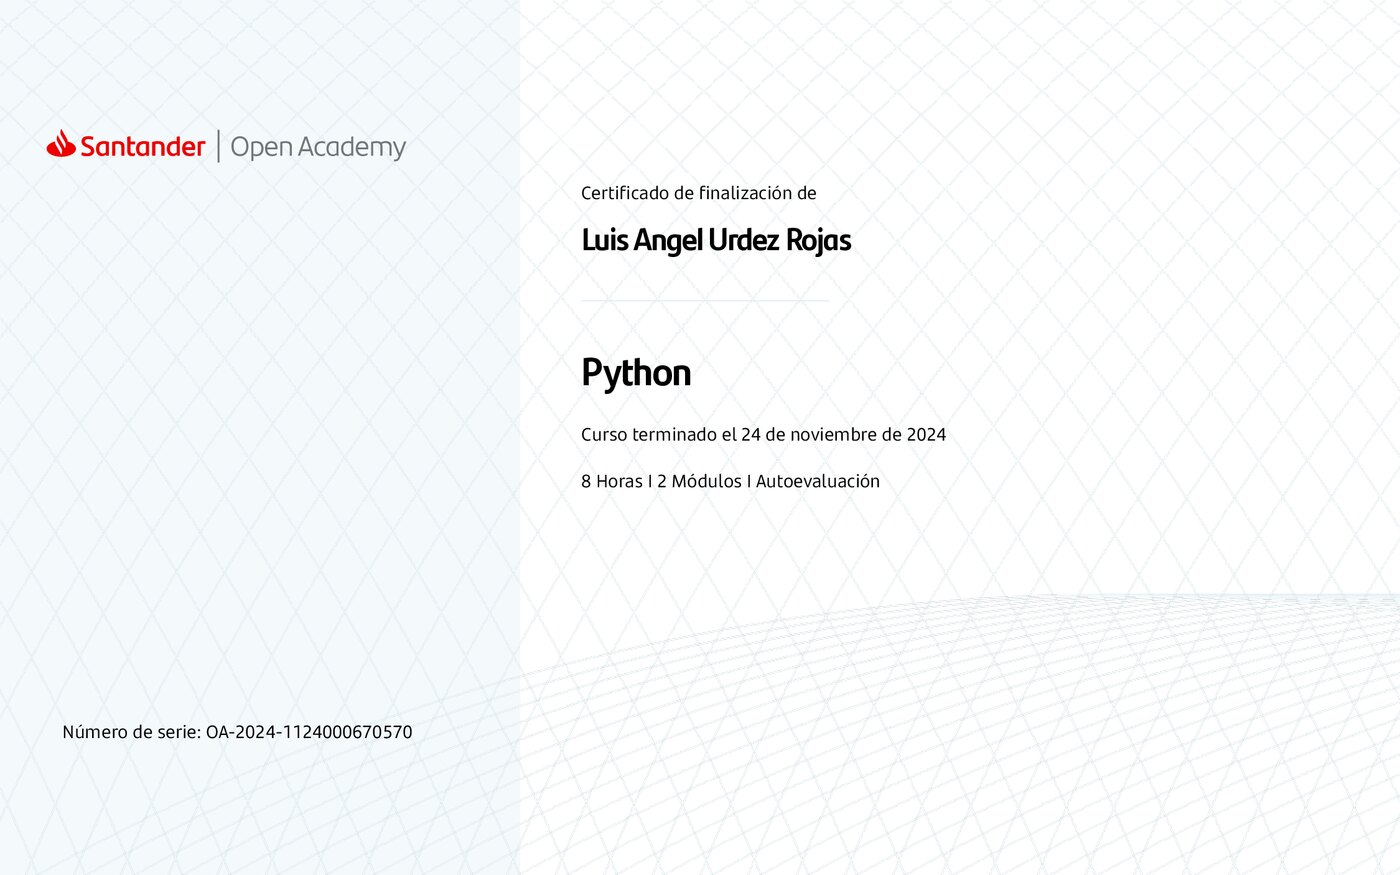 Santander | Open Academy
Certificado de finalización de
Luis Angel Urdez Rojas
Python
Curso terminado el 24 de noviembre de 2024
8 Horas I 2 Módulos I Autoevaluación
Número de serie: OA-2024-1124000670570